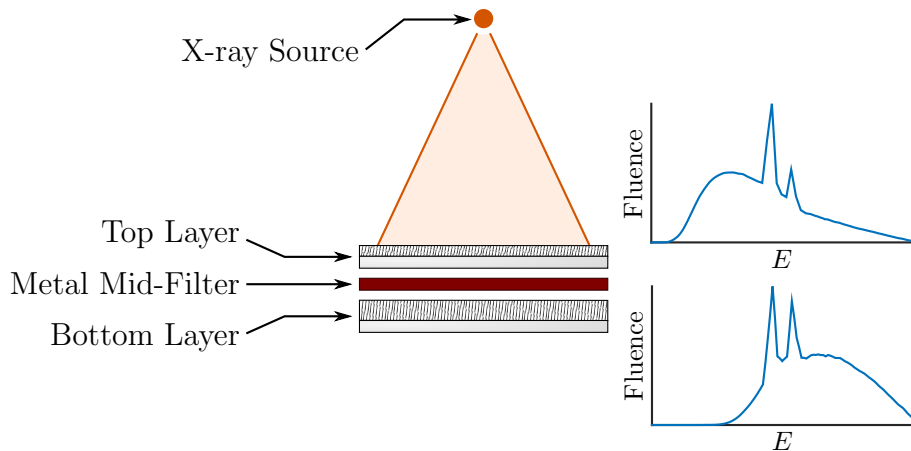 X-ray Source
Top Layer
Metal Mid-Filter
Bottom Layer
Fluence
E
Fluence
E